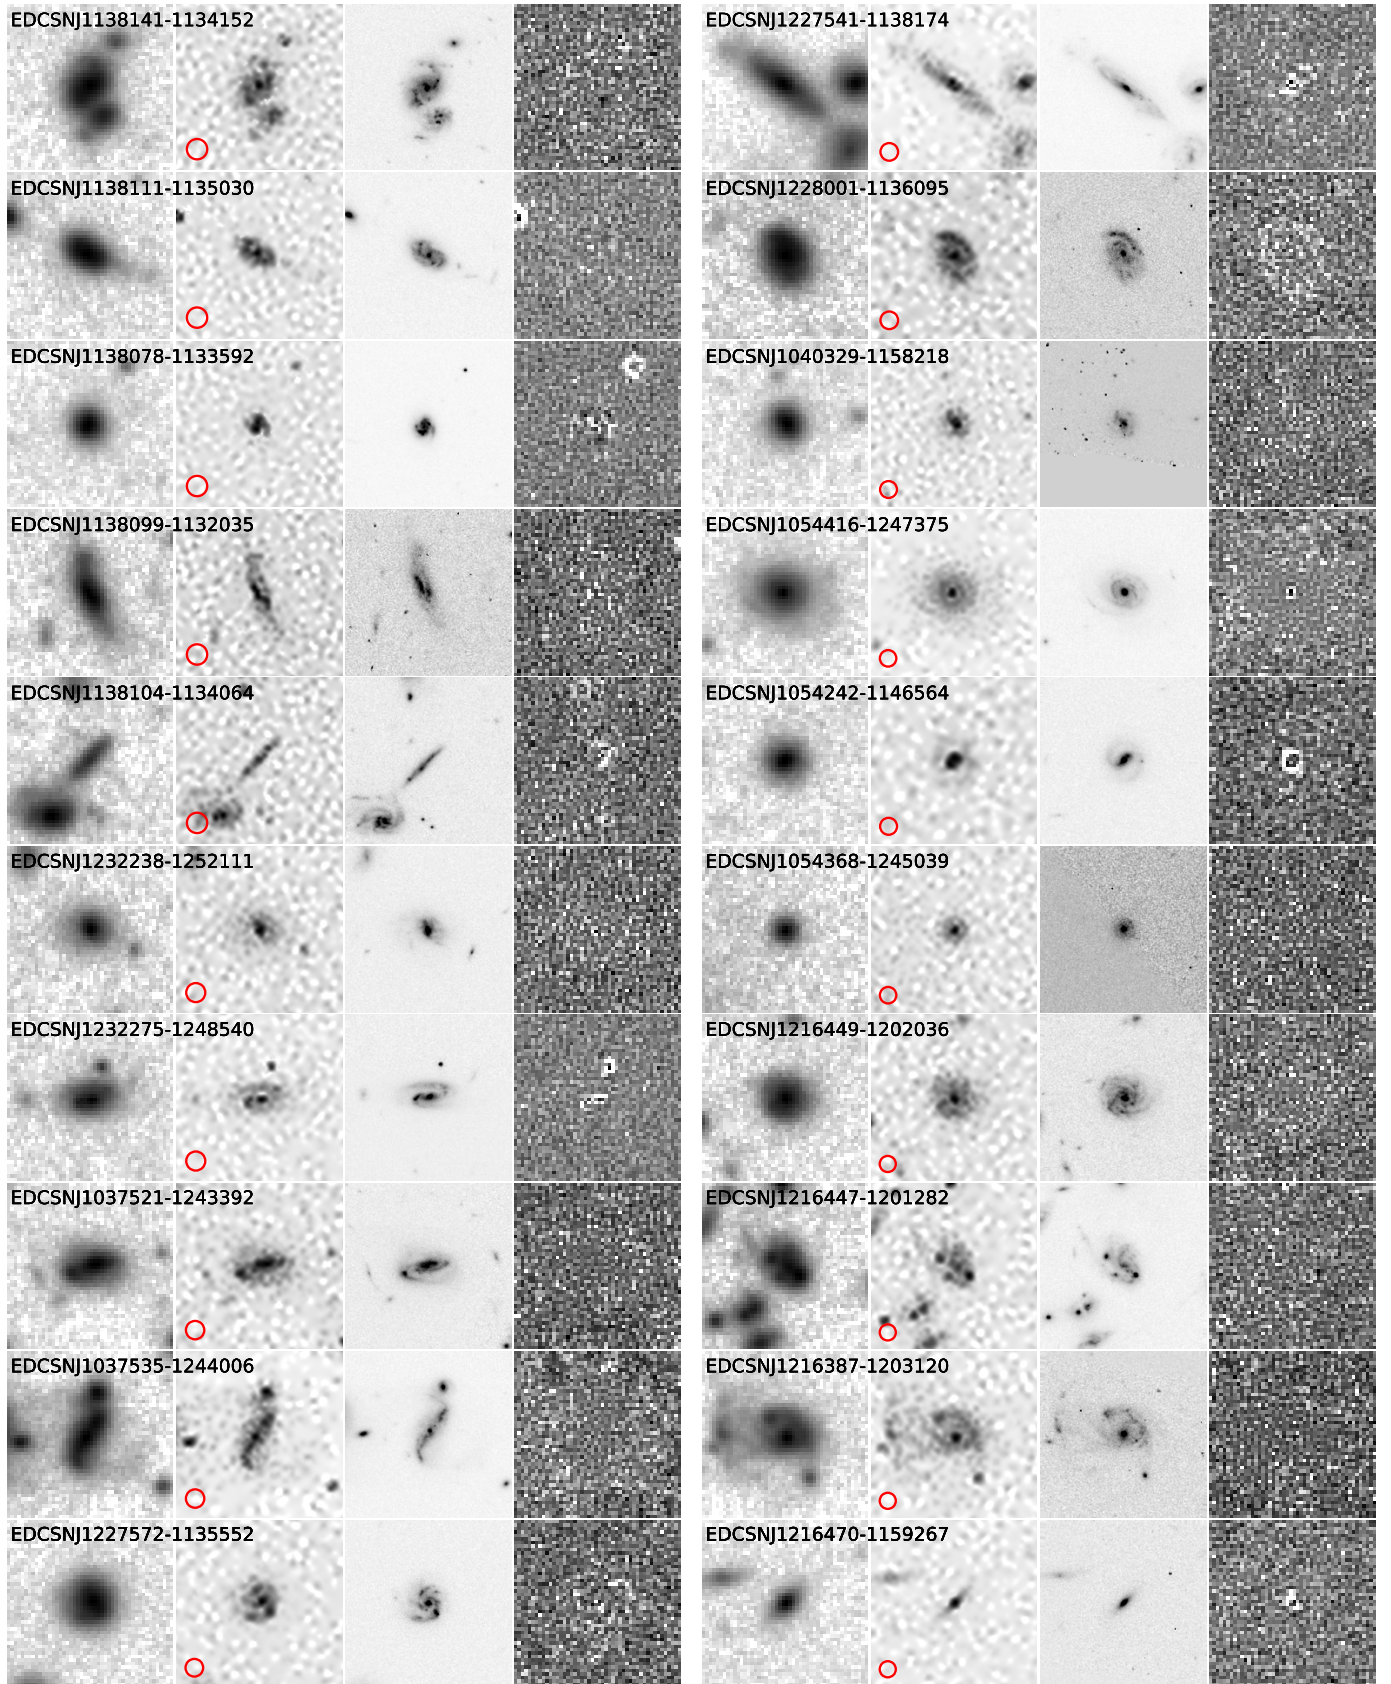 EDCSNJ1138141-1134152
EDCSNJ1138111-1135030
EDCSNJ1138078-1133592
EDCSNJ1138099-1132035
EDCSNJ1138104-1134064
EDCSNJ1232238-1252111
EDCSNJ1232275-1248540
EDCSNJ1037521-1243392
EDCSNJ1037535-1244006
EDCSNJ1227572-1135552
EDCSNJ1227541-1138174
EDCSNJ1228001-1136095
EDCSNJ1040329-1158218
EDCSNJ1054416-1247375
EDCSNJ1054242-1146564
EDCSNJ1054368-1245039
EDCSNJ1216449-1202036
EDCSNJ1216447-1201282
EDCSNJ1216387-1203120
EDCSNJ1216470-1159267